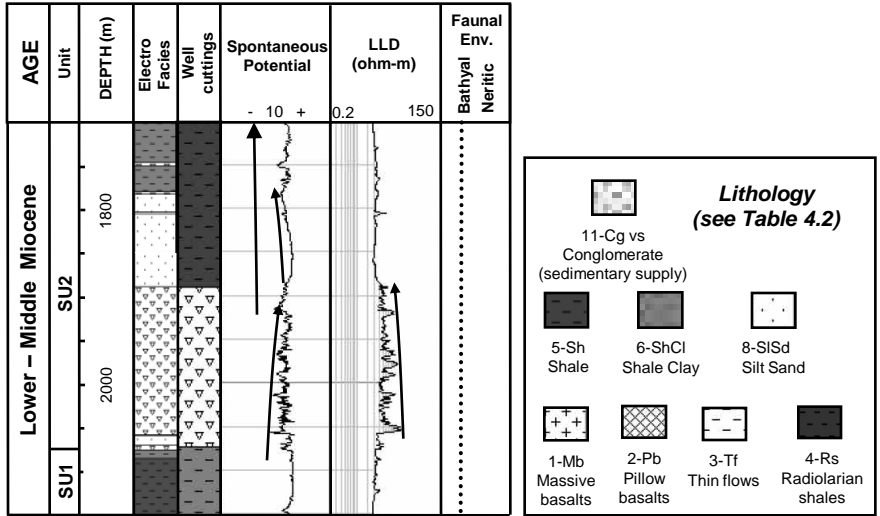 AGE
Unit
DEPTH (m)
Electro
Facies
Well
cuttings
Spontaneous
Potential
- 10 +
LLD
(ohm-m)
0.2 150
Faunal
Env.
Bathyal
Neritic
Lower – Middle Miocene
SU2
SU1
1800
2000
Lithology
(see Table 4.2)
11-Cg vs
Conglomerate
(sedimentary supply)
5-Sh
Shale
6-ShCl
Shale Clay
8-SlSd
Silt Sand
1-Mb
Massive
basalts
2-Pb
Pillow
basalts
3-Tf
Thin flows
4-Rs
Radiolarian
shales